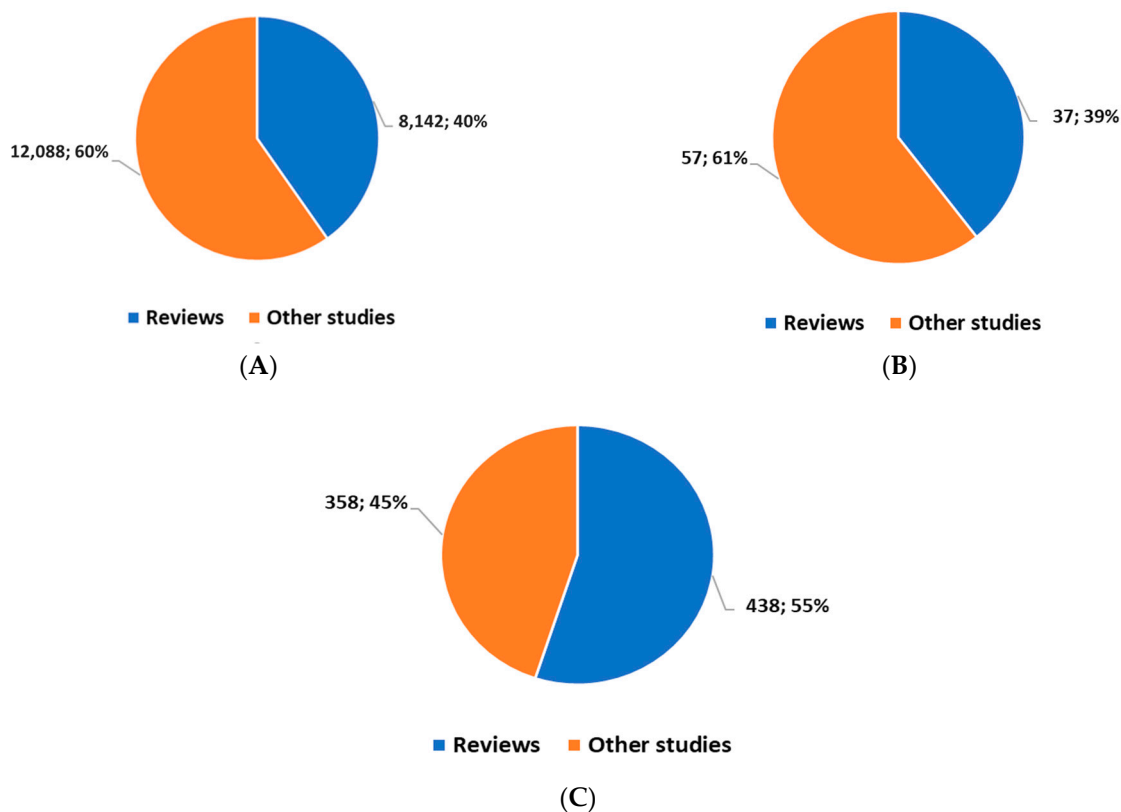 8,142; 40%
12,088; 60%
Reviews Other studies
(A)
37; 39%
57; 61%
Reviews Other studies
(B)
358; 45%
438; 55%
Reviews Other studies
(C)